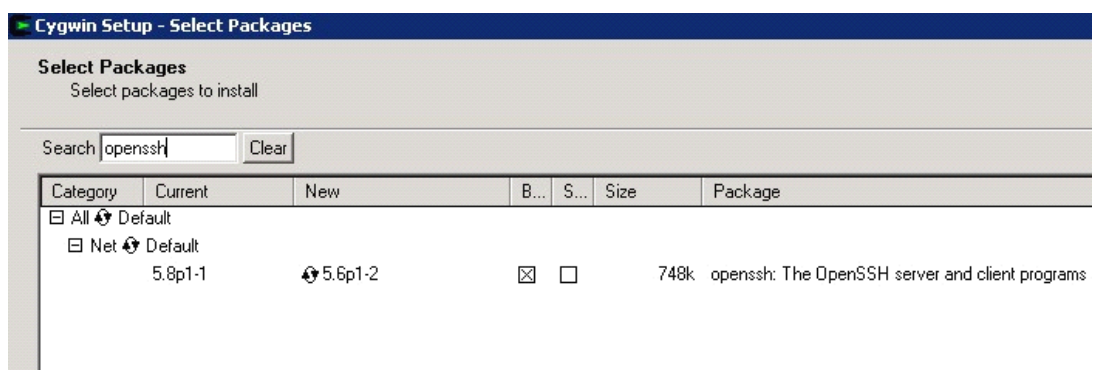 Cygwin Setup - Select Packages
Select Packages
Select packages to install
Search openssh Clear
Category Current New B... S... Size Package
All Default
Net Default
5.8p1-1 5.6p1-2 748k openssh: The OpenSSH server and client programs